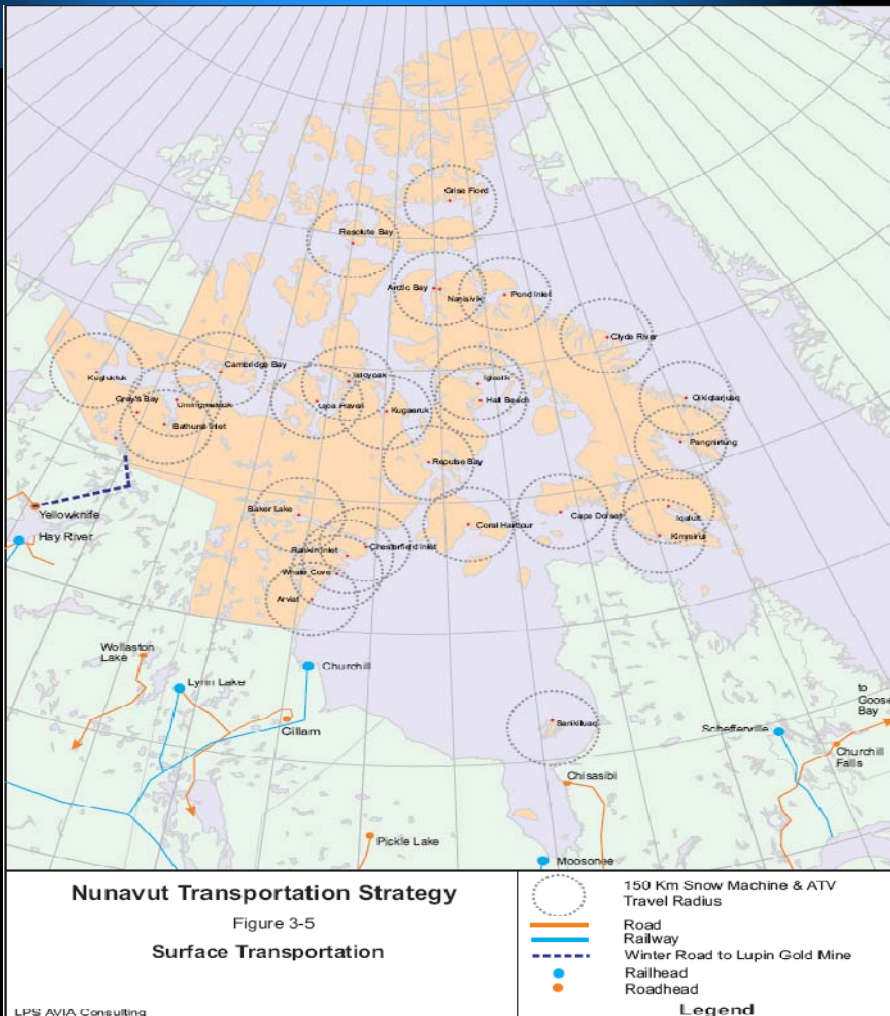 Grise Fiord
Resolute Bay
Arctic Bay
Nanisivik
Pond Inlet
Clyde River
Kugluktuk
Cambridge Bay
Taloyoak
Igloolik
Gray's Bay
Umingmaktok
Gjoa Haven
Kugaaruk
Hall Beach
Qikiqtarjuaq
Bathurst Inlet
Pangnirtung
Repulse Bay
Yellowknife
Hay River
Baker Lake
Coral Harbour
Cape Dorset
Iqaluit
Kimmirut
Rankin Inlet
Chesterfield Inlet
Whale Cove
Arviat
Wollaston
Lake
Lynn Lake
Churchill
Gillam
Sanikiluaq
to
Goose
Bay
Schefferville
Churchill
Falls
Chisasibi
Pickle Lake
Moosonee
Nunavut Transportation Strategy
Figure 3-5
Surface Transportation
LPS AVIA Consulting
150 Km Snow Machine & ATV
Travel Radius
Road
Railway
Winter Road to Lupin Gold Mine
Railhead
Roadhead
Legend